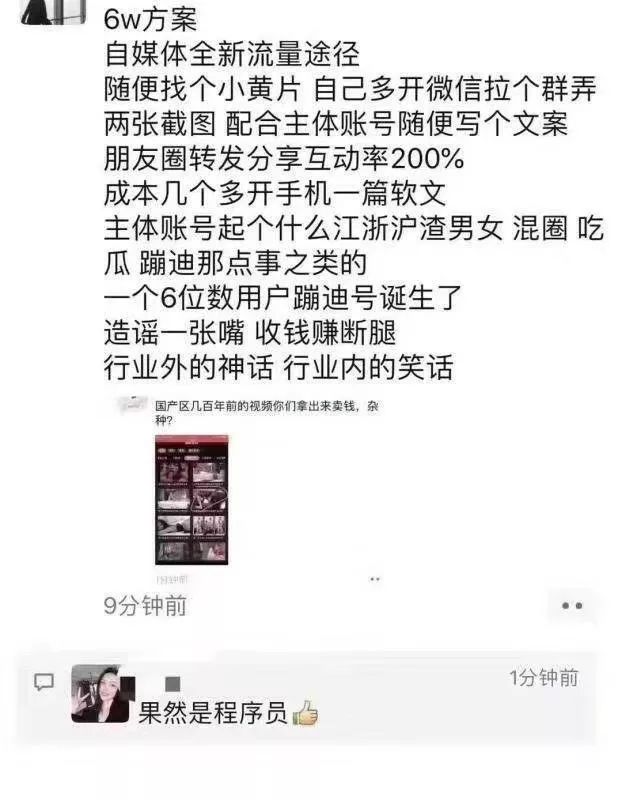 6w方案
自媒体全新流量途径
随便找个小黄片 自己多开微信拉个群弄
两张截图 配合主体账号随便写个文案
朋友圈转发分享互动率200%
成本几个多开手机一篇软文
主体账号起个什么江浙沪渣男女 混圈 吃
瓜 蹦迪那点事之类的
一个6位数用户蹦迪号诞生了
造谣一张嘴 收钱赚断腿
行业外的神话 行业内的笑话
国产区几百年前的视频你们拿出来卖钱，杂
种?
1分钟前
9分钟前
1分钟前
果然是程序员👍